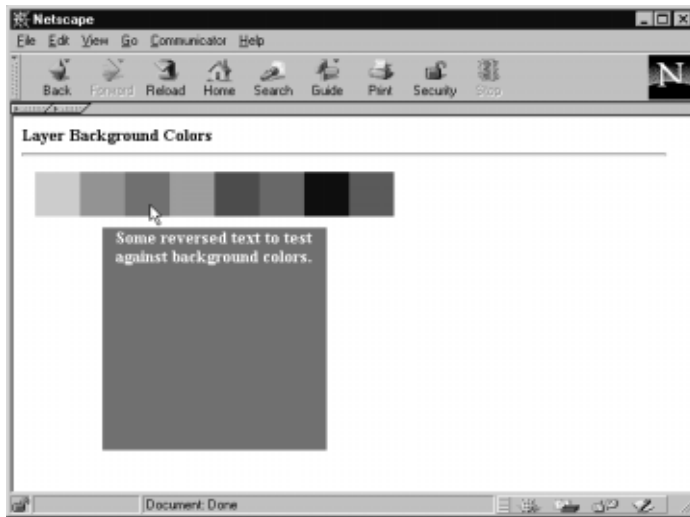 Netscape
File Edit View Go Communicator Help
Back Forward Reload Home Search Guide Print Security Stop
N
Layer Background Colors
Some reversed text to test
against background colors.
Document: Done